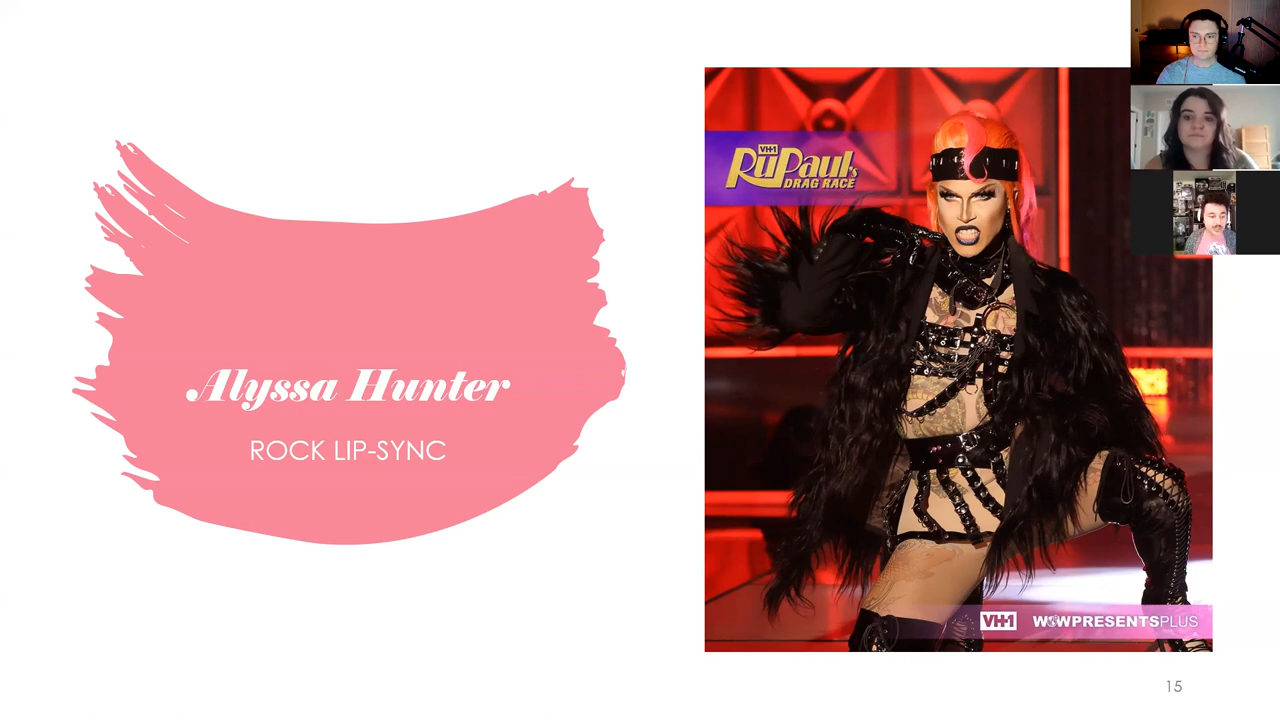 Alyssa Hunter
ROCK LIP-SYNC
VH1
RuPaul's
DRAG RACE
VH1 WOWPRESENTSPLUS
15